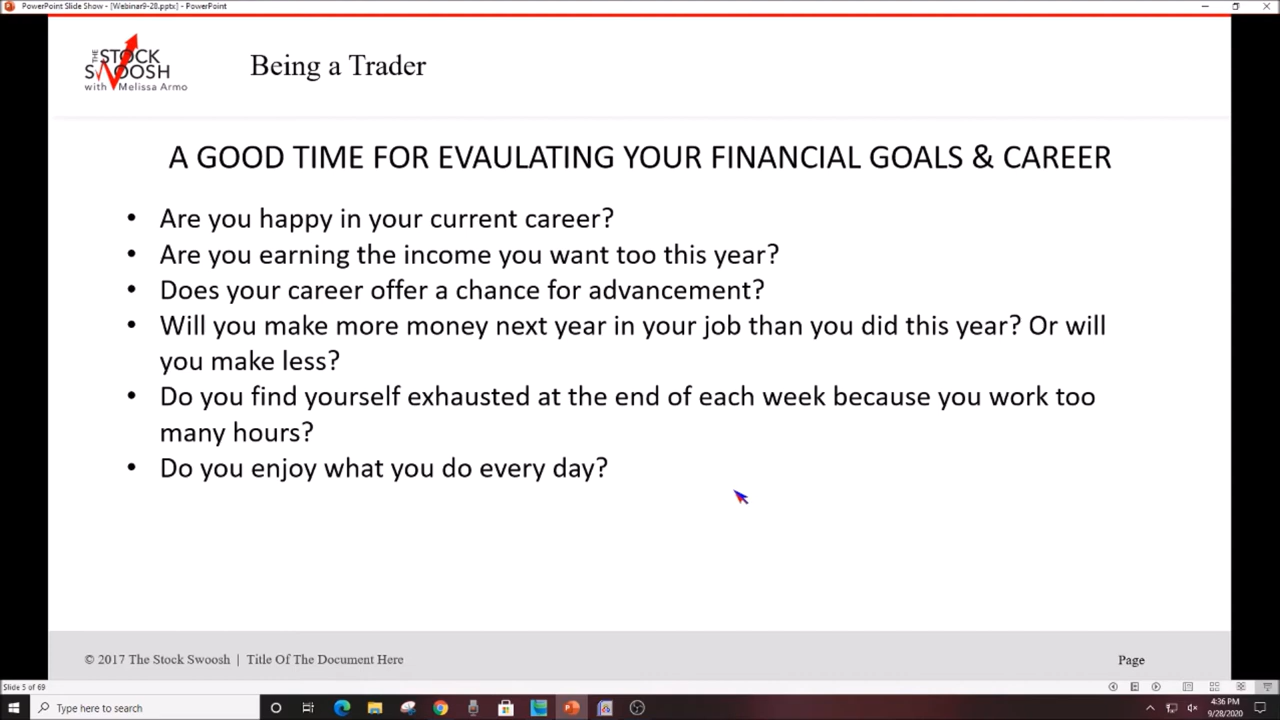 PowerPoint Slide Show - [Webinar9-28.pptx] - PowerPoint
THE
STOCK
SWOOSH
with Melissa Armo
Being a Trader
A GOOD TIME FOR EVAULATING YOUR FINANCIAL GOALS & CAREER
• Are you happy in your current career?
• Are you earning the income you want too this year?
• Does your career offer a chance for advancement?
• Will you make more money next year in your job than you did this year? Or will
you make less?
• Do you find yourself exhausted at the end of each week because you work too
many hours?
• Do you enjoy what you do every day?
© 2017 The Stock Swoosh | Title Of The Document Here
Page
Slide 5 of 69
Type here to search
4:36 PM
9/28/2020